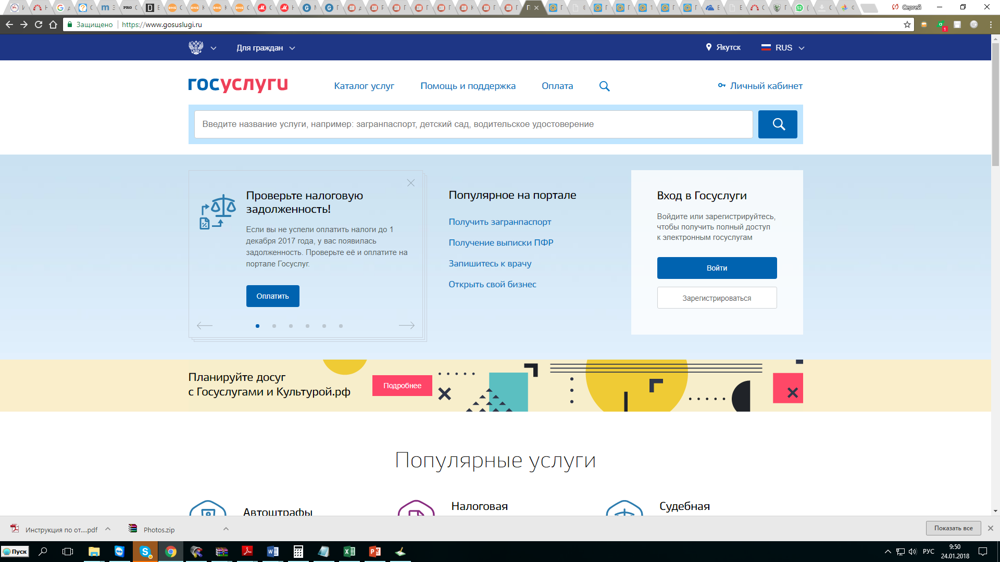 Сергей
Защищено
https://www.gosuslugi.ru
Для граждан
Якутск
RUS
госуслуги
Каталог услуг
Помощь и поддержка
Оплата
Личный кабинет
Введите название услуги, например: загранпаспорт, детский сад, водительское удостоверение
Проверьте налоговую
задолженность!
Если вы не успели оплатить налоги до 1
декабря 2017 года, у вас появилась
задолженность. Проверьте её и оплатите на
портале Госуслуг.
Оплатить
Популярное на портале
Получить загранпаспорт
Получение выписки ПФР
Запишитесь к врачу
Открыть свой бизнес
Вход в Госуслуги
Войдите или зарегистрируйтесь,
чтобы получить полный доступ
к электронным госуслугам
Войти
Зарегистрироваться
Планируйте досуг
с Госуслугами и Культурой.рф
Подробнее
Популярные услуги
Автоштрафы
Налоговая
Судебная
Инструкция по от....pdf
Photos.zip
Показать все
Пуск
РУС
9:50
24.01.2018